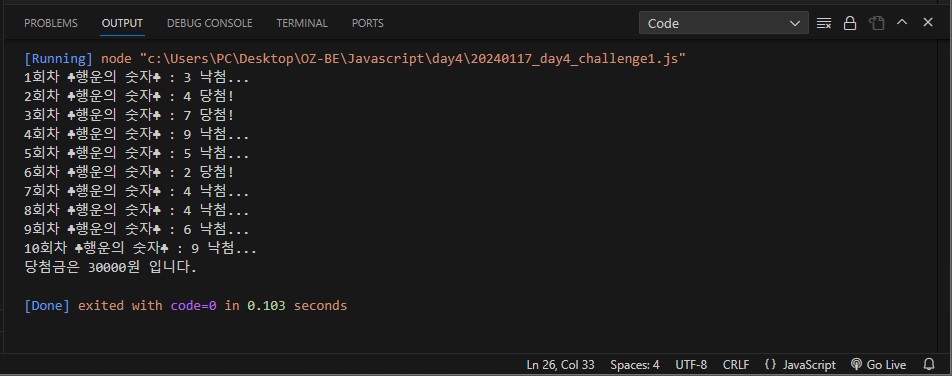 PROBLEMS OUTPUT DEBUG CONSOLE TERMINAL PORTS Code
[Running] node "c:\Users\PC\Desktop\OZ-BE\Javascript\day4\20240117_day4_challenge1.js"
1회차 ♣행운의 숫자♣ : 3 낙첨...
2회차 ♣행운의 숫자♣ : 4 당첨!
3회차 ♣행운의 숫자♣ : 7 당첨!
4회차 ♣행운의 숫자♣ : 9 낙첨...
5회차 ♣행운의 숫자♣ : 5 낙첨...
6회차 ♣행운의 숫자♣ : 2 당첨!
7회차 ♣행운의 숫자♣ : 4 낙첨...
8회차 ♣행운의 숫자♣ : 4 낙첨...
9회차 ♣행운의 숫자♣ : 6 낙첨...
10회차 ♣행운의 숫자♣ : 9 낙첨...
당첨금은 30000원 입니다.
[Done] exited with code=0 in 0.103 seconds
Ln 26, Col 33 Spaces: 4 UTF-8 CRLF {} JavaScript Go Live